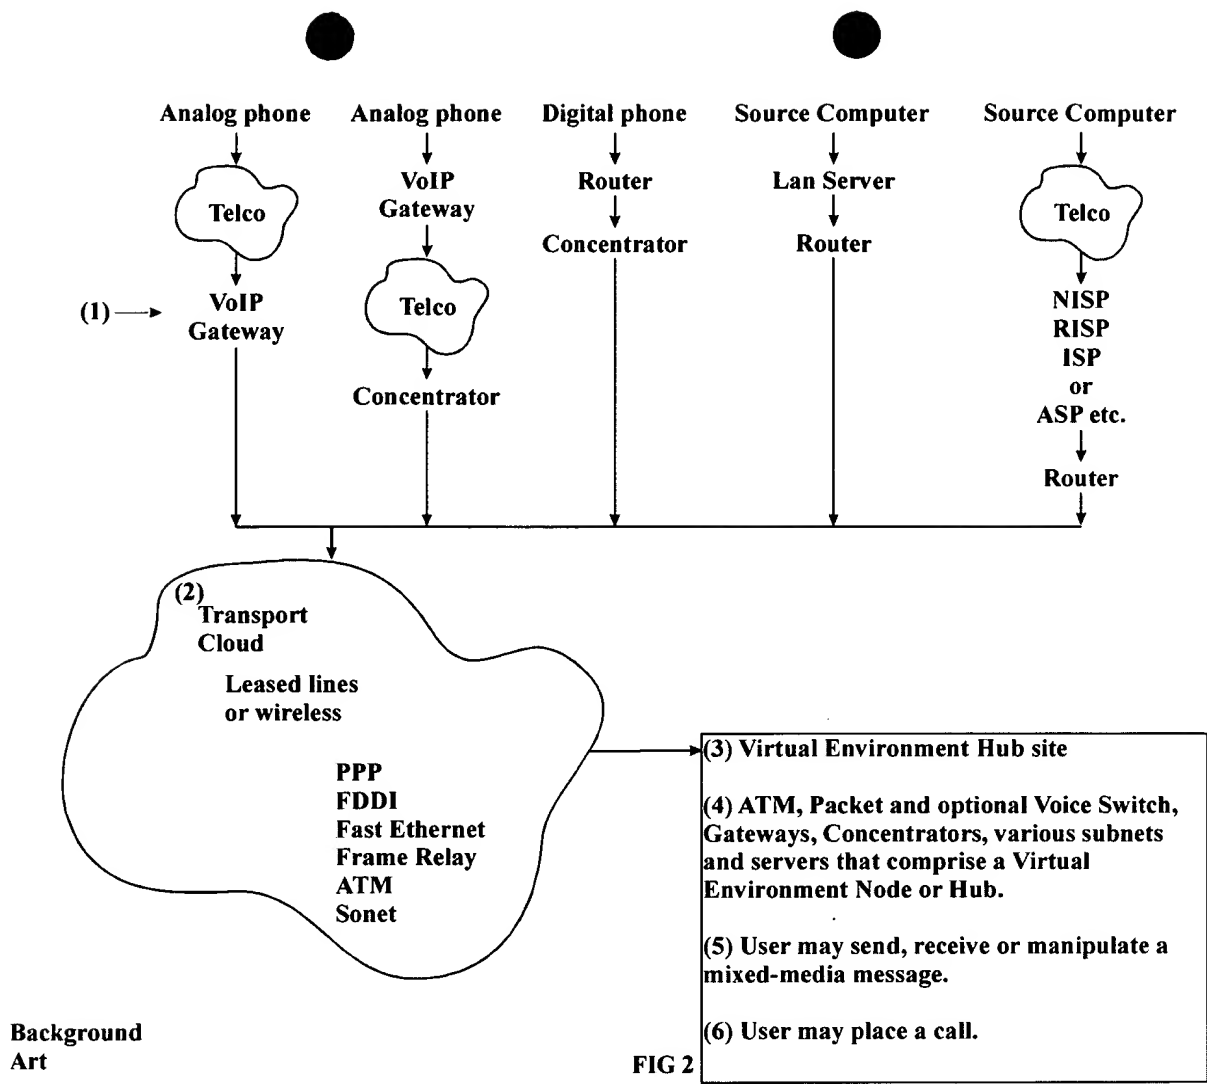 Analog phone
Analog phone
Digital phone
Source Computer
Source Computer
Telco
VoIP
Gateway
Router
Lan Server
Telco
Concentrator
Router
(1)
VoIP
Gateway
Telco
NISP
RISP
ISP
or
ASP etc.
Concentrator
Router
(2)
Transport
Cloud
Leased lines
or wireless
PPP
FDDI
Fast Ethernet
Frame Relay
ATM
Sonet
(3) Virtual Environment Hub site
(4) ATM, Packet and optional Voice Switch,
Gateways, Concentrators, various subnets
and servers that comprise a Virtual
Environment Node or Hub.
(5) User may send, receive or manipulate a
mixed-media message.
(6) User may place a call.
Background
Art
FIG 2